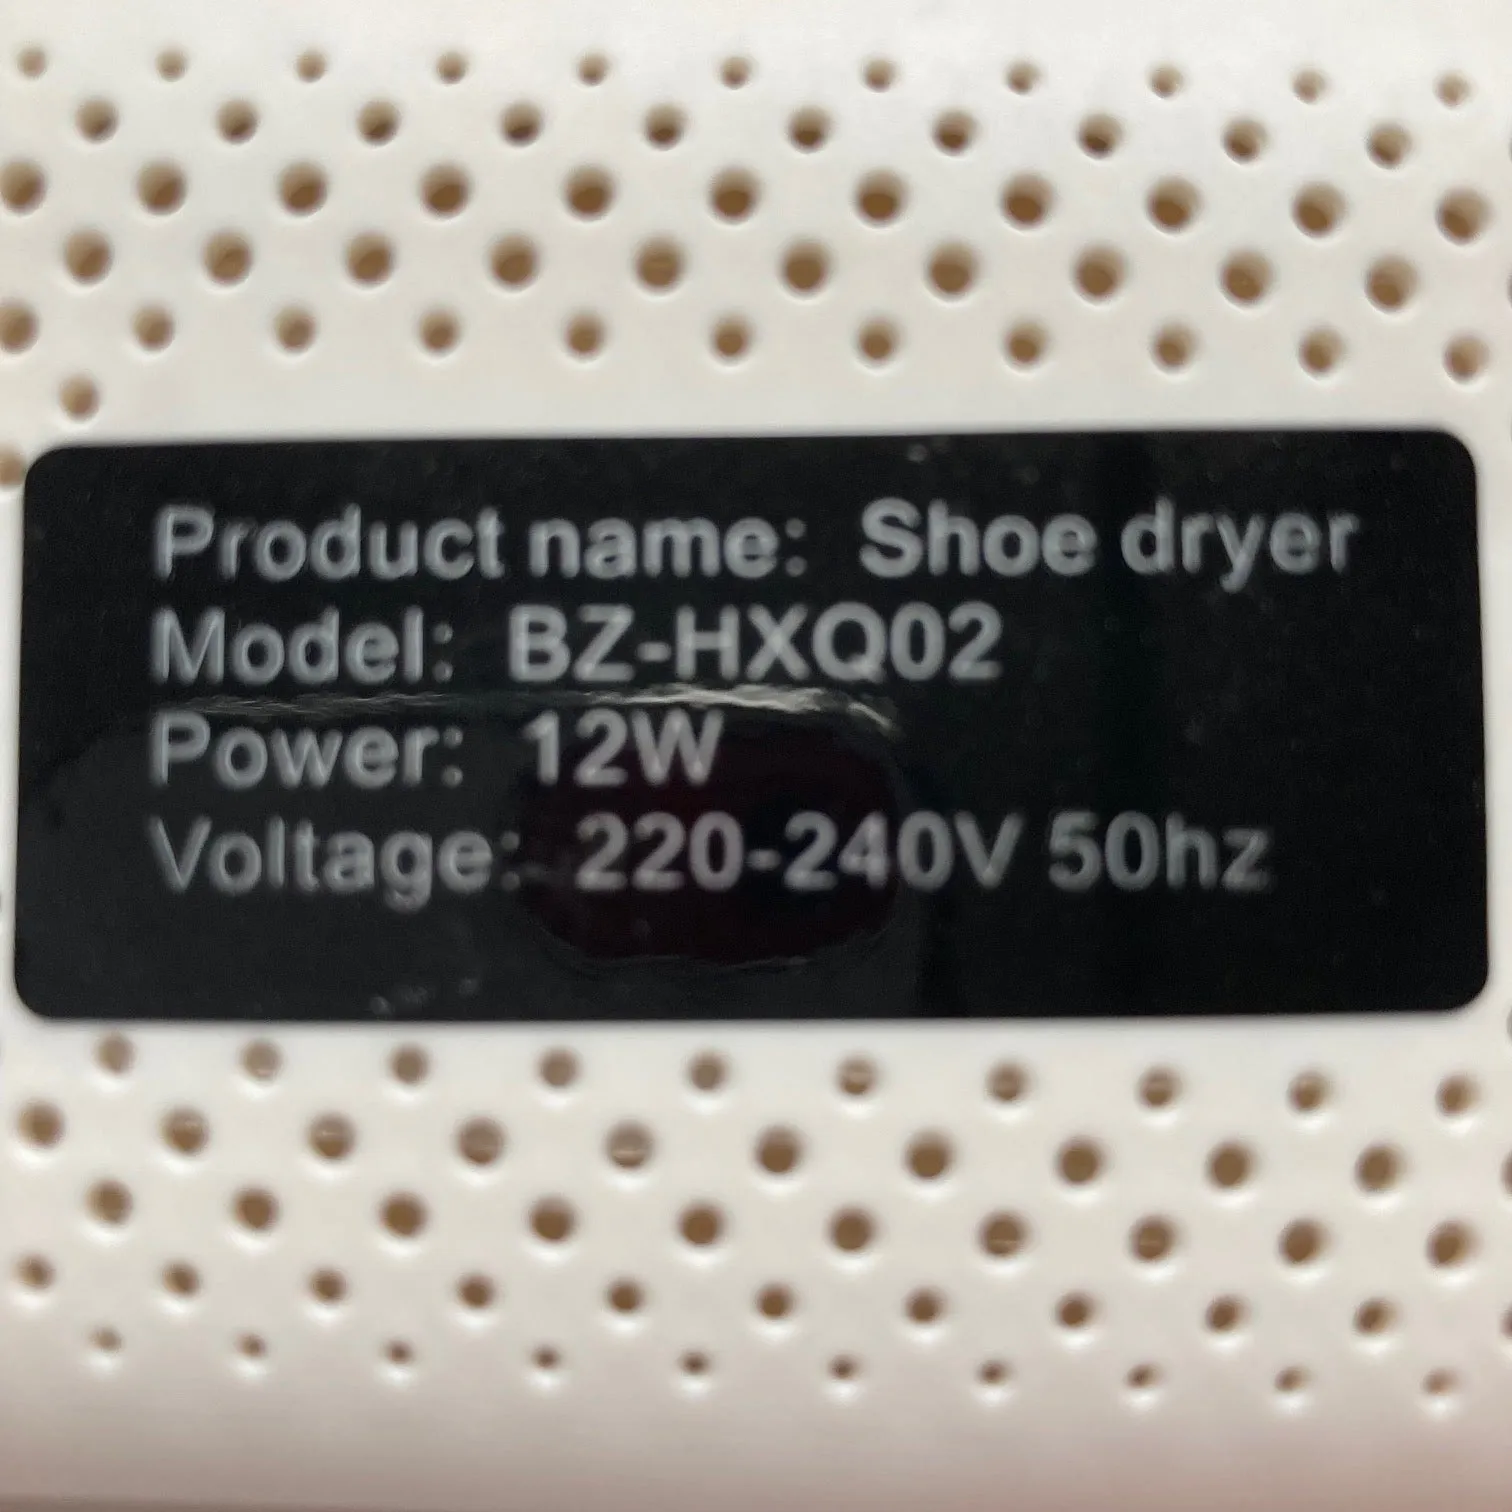 Product name: Shoe dryer
Model: BZ-HXQ02
Power: 12W
Voltage: 220-240V 50hz